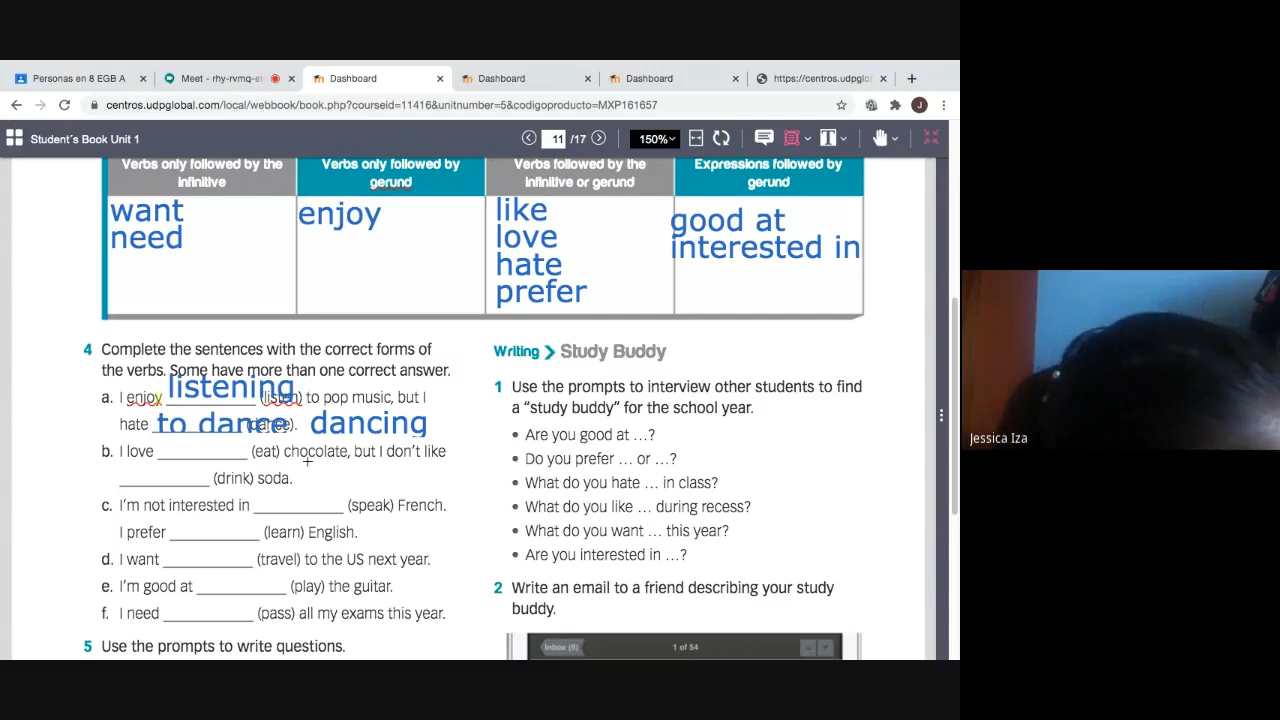 Personas en 8 EGB A
Meet - rhy-rvmq-et
Dashboard
Dashboard
Dashboard
https://centros.udpglo
centros.udpglobal.com/local/webbook/book.php?courseid=11416&unitnumber=5&codigoproducto=MXP161657
J
Student´s Book Unit 1
11 /17
150%
T
Verbs only followed by the infinitive
Verbs only followed by gerund
Verbs followed by the infinitive or gerund
Expressions followed by gerund
want
need
enjoy
like
love
hate
prefer
good at
interested in
4 Complete the sentences with the correct forms of
the verbs. Some have more than one correct answer.
a. I enjoy listening (listen) to pop music, but I
hate to dance (dance). dancing
b. I love __________ (eat) chocolate, but I don't like
__________ (drink) soda.
c. I'm not interested in __________ (speak) French.
I prefer __________ (learn) English.
d. I want __________ (travel) to the US next year.
e. I'm good at __________ (play) the guitar.
f. I need __________ (pass) all my exams this year.
5 Use the prompts to write questions.
Writing Study Buddy
1 Use the prompts to interview other students to find
a “study buddy” for the school year.
• Are you good at …?
• Do you prefer … or …?
• What do you hate … in class?
• What do you like … during recess?
• What do you want … this year?
• Are you interested in …?
2 Write an email to a friend describing your study
buddy.
Inbox (6)
1 of 54
Jessica Iza